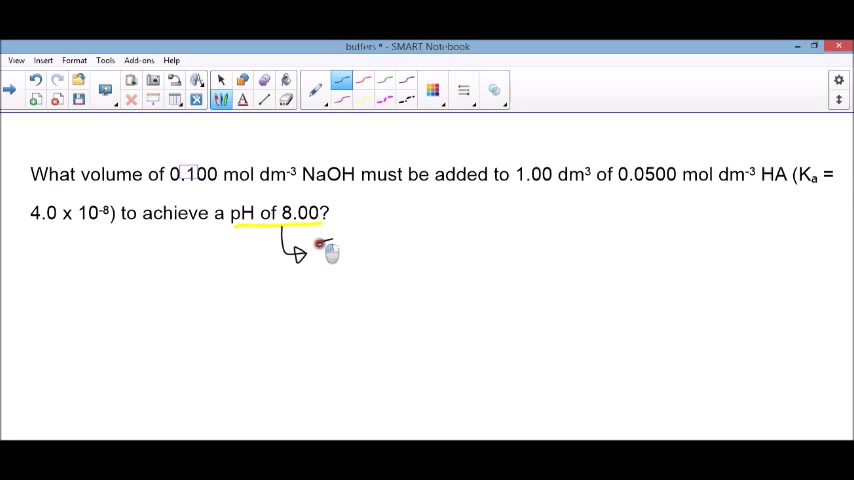 buffers * - SMART Notebook
View Insert Format Tools Add-ons Help
What volume of 0.100 mol dm-³ NaOH must be added to 1.00 dm³ of 0.0500 mol dm-³ HA (Kₐ =
4.0 x 10-⁸) to achieve a pH of 8.00?